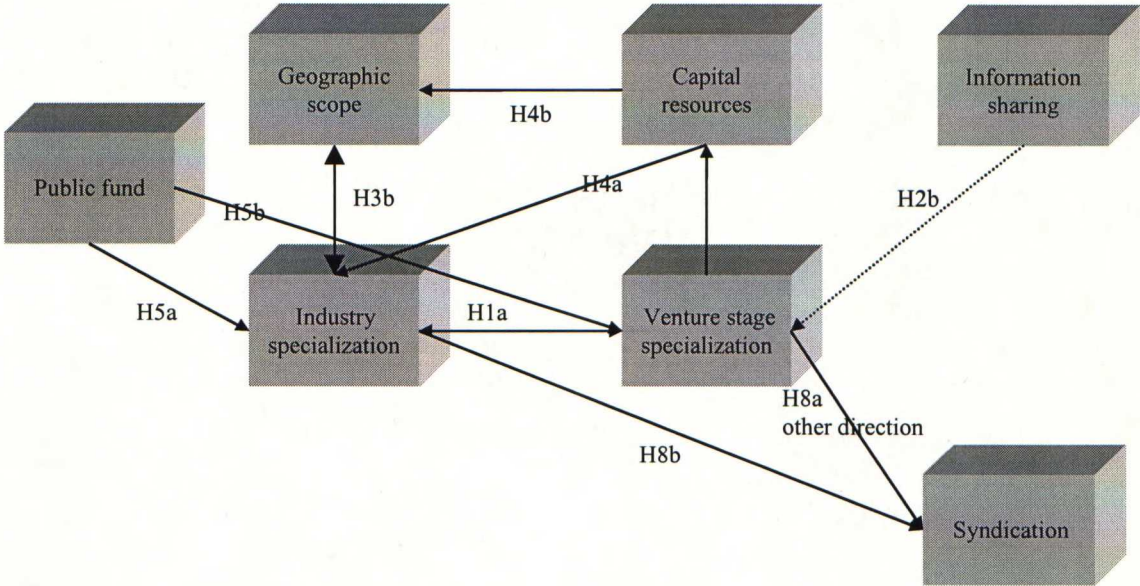 Geographic
scope
Capital
resources
Information
sharing
H4b
Public fund
H5b
H3b
H4a
H2b
H5a
Industry
specialization
H1a
Venture stage
specialization
H8a
other direction
H8b
Syndication